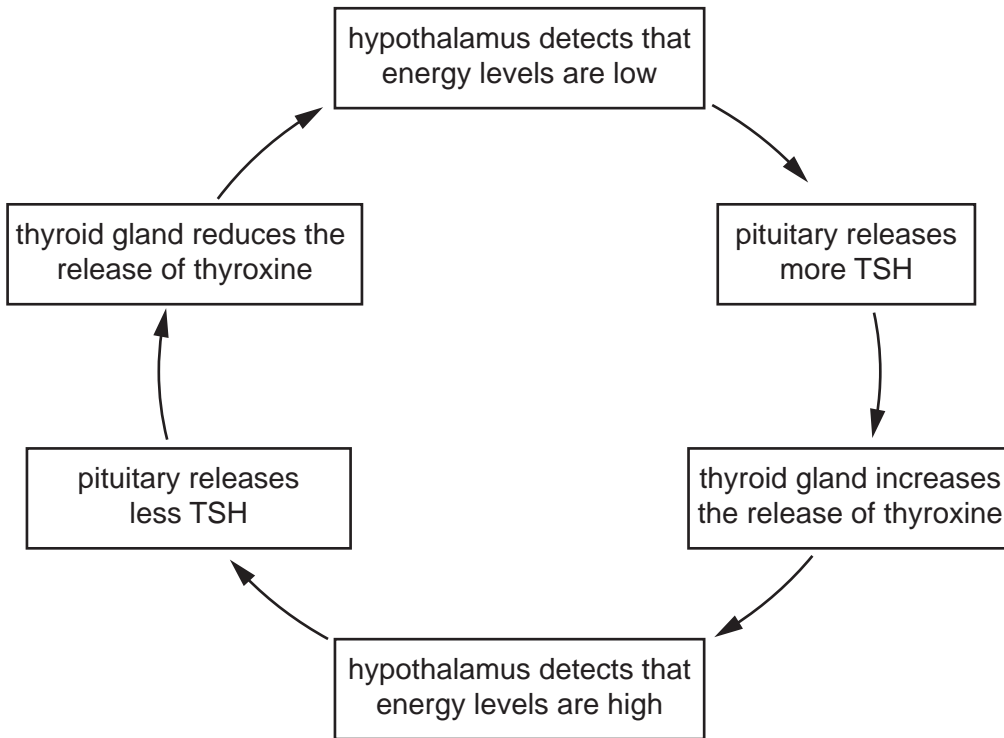 hypothalamus detects that
energy levels are low
pituitary releases
more TSH
thyroid gland increases
the release of thyroxine
hypothalamus detects that
energy levels are high
pituitary releases
less TSH
thyroid gland reduces the
release of thyroxine